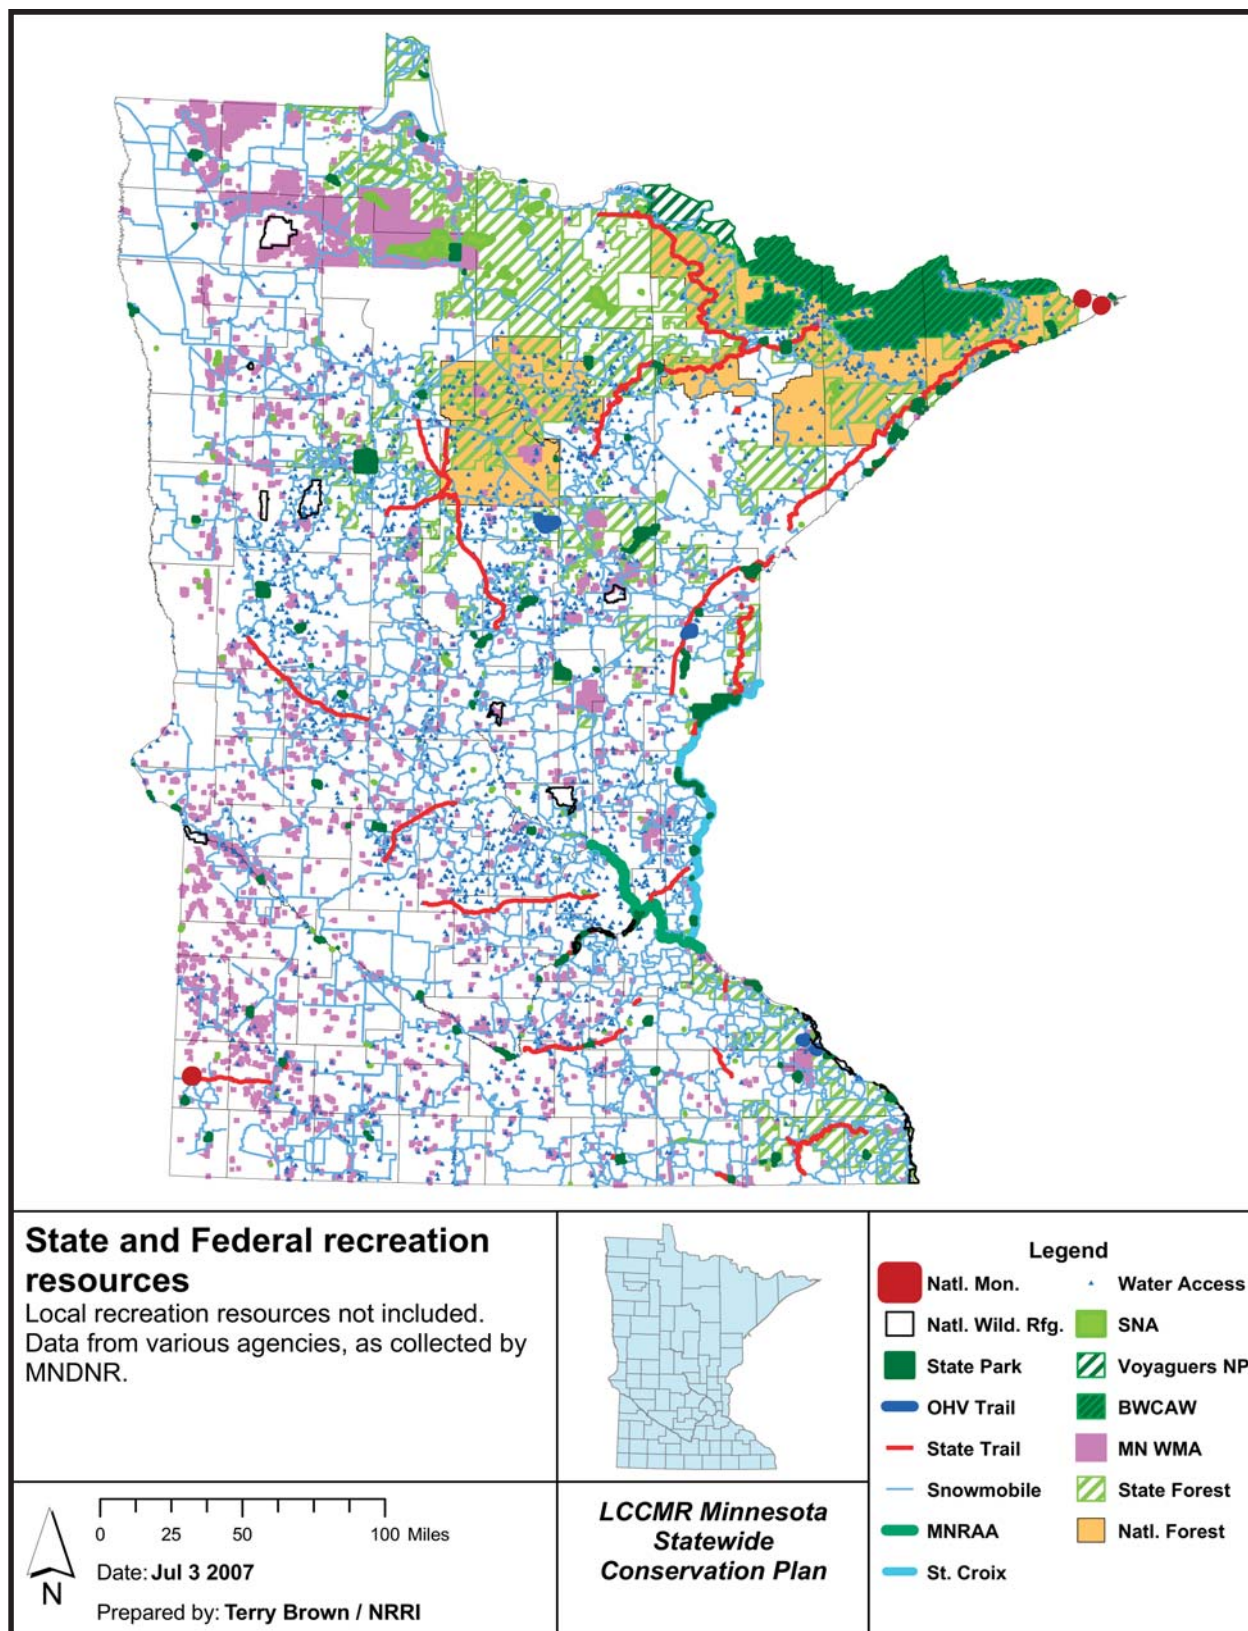 State and Federal recreation
resources
Local recreation resources not included.
Data from various agencies, as collected by
MNDNR.
0 25 50 100 Miles
N
Date: Jul 3 2007
Prepared by: Terry Brown / NRRI
LCCMR Minnesota
Statewide
Conservation Plan
Legend
Natl. Mon.
Natl. Wild. Rfg.
State Park
OHV Trail
State Trail
Snowmobile
MNRAA
St. Croix
Water Access
SNA
Voyaguers NP
BWCAW
MN WMA
State Forest
Natl. Forest